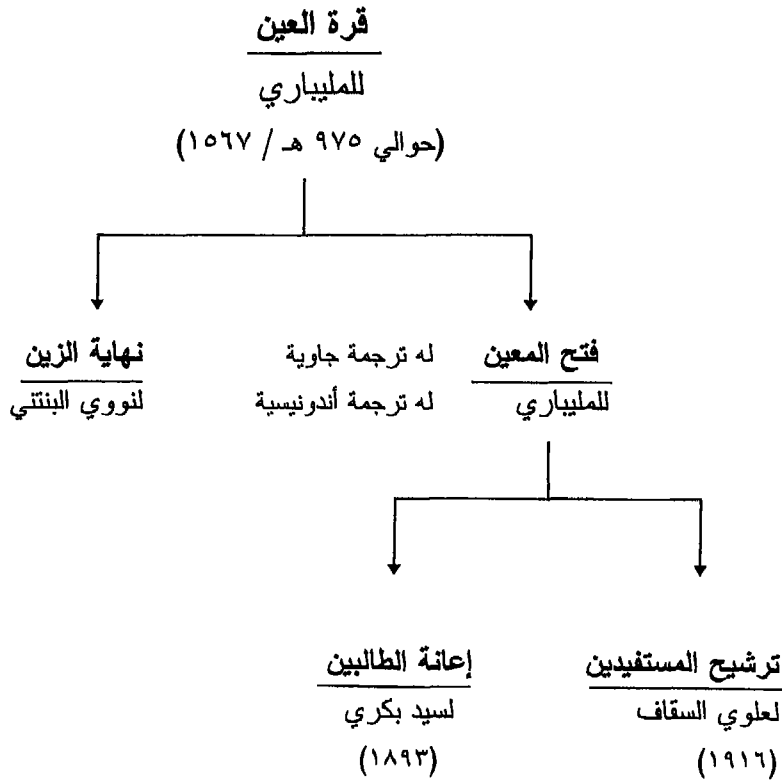 قرة العين
للمليباري
(حوالي ٩٧٥ هـ / ١٥٦٧)
فتح المعين
للمليباري
له ترجمة جاوية
له ترجمة أندونيسية
نهاية الزين
لنووي البنتني
ترشيح المستفيدين
لعلوي السقاف
(١٩١٦)
إعانة الطالبين
لسيد بكري
(١٨٩٣)